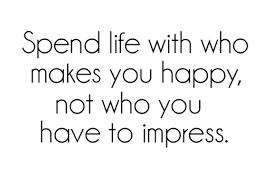 Spend life with who
makes you happy,
not who you
have to impress.